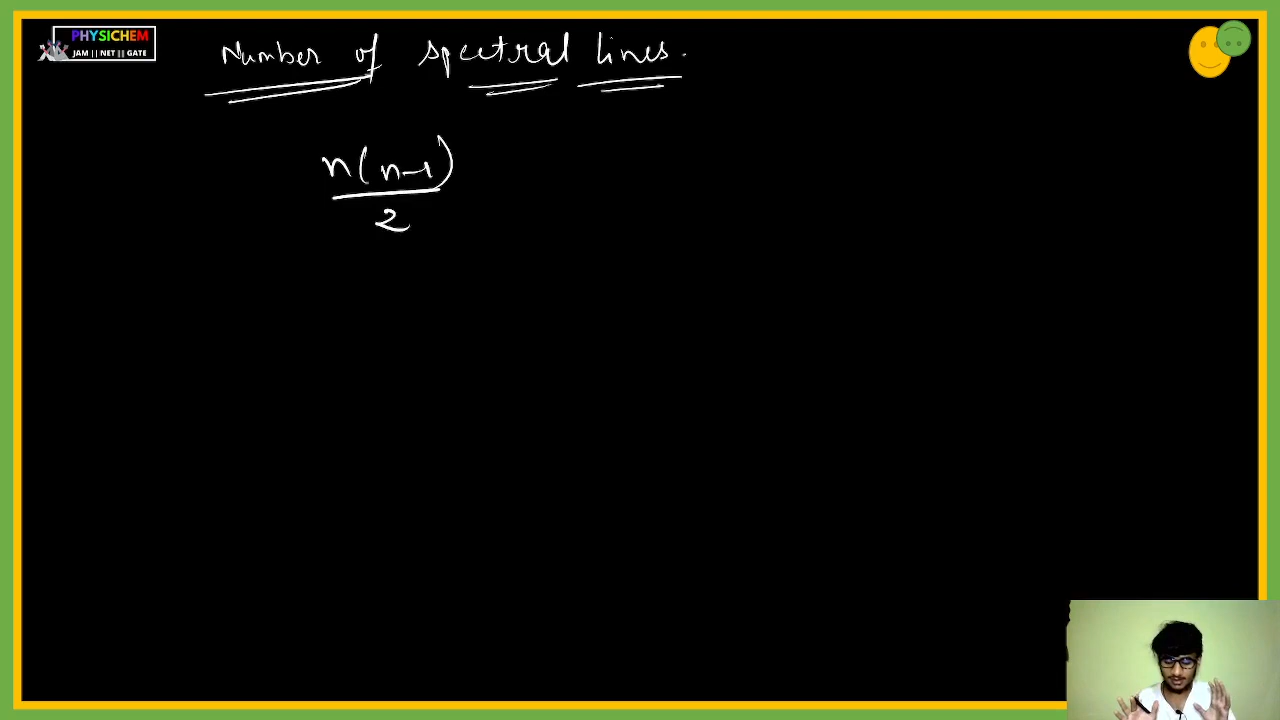 PHYSICHEM
JAM || NET || GATE
Number of spectral lines.
n(n-1)
2